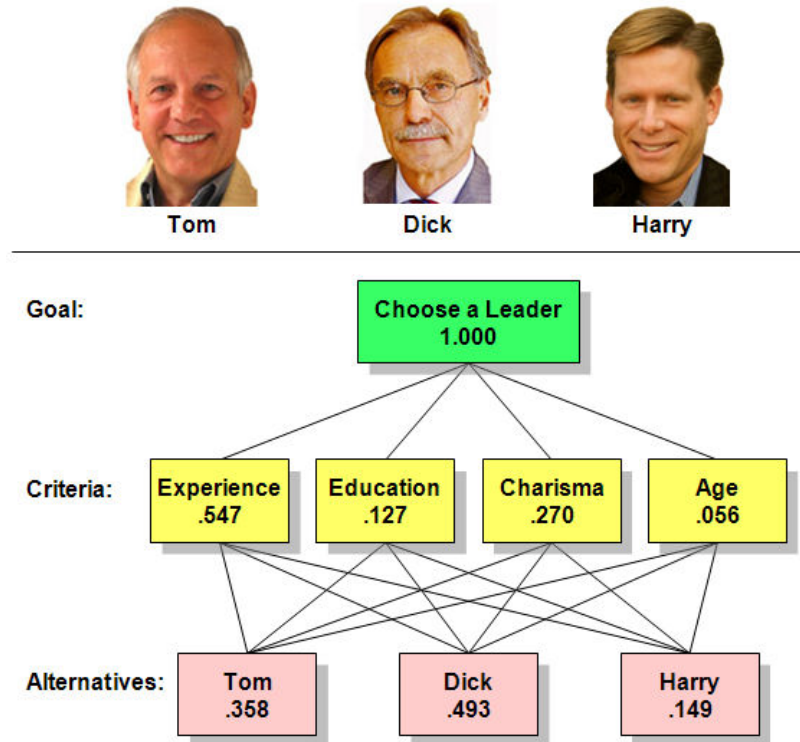 Tom Dick Harry
Goal:
Choose a Leader
1.000
Criteria:
Experience
.547
Education
.127
Charisma
.270
Age
.056
Alternatives:
Tom
.358
Dick
.493
Harry
.149